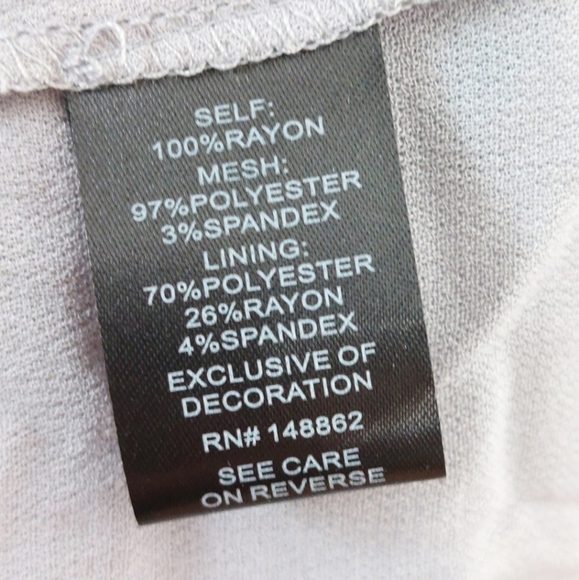 SELF:
100%RAYON
MESH:
97%POLYESTER
3%SPANDEX
LINING:
70%POLYESTER
26%RAYON
4%SPANDEX
EXCLUSIVE OF
DECORATION
RN# 148862
SEE CARE
ON REVERSE